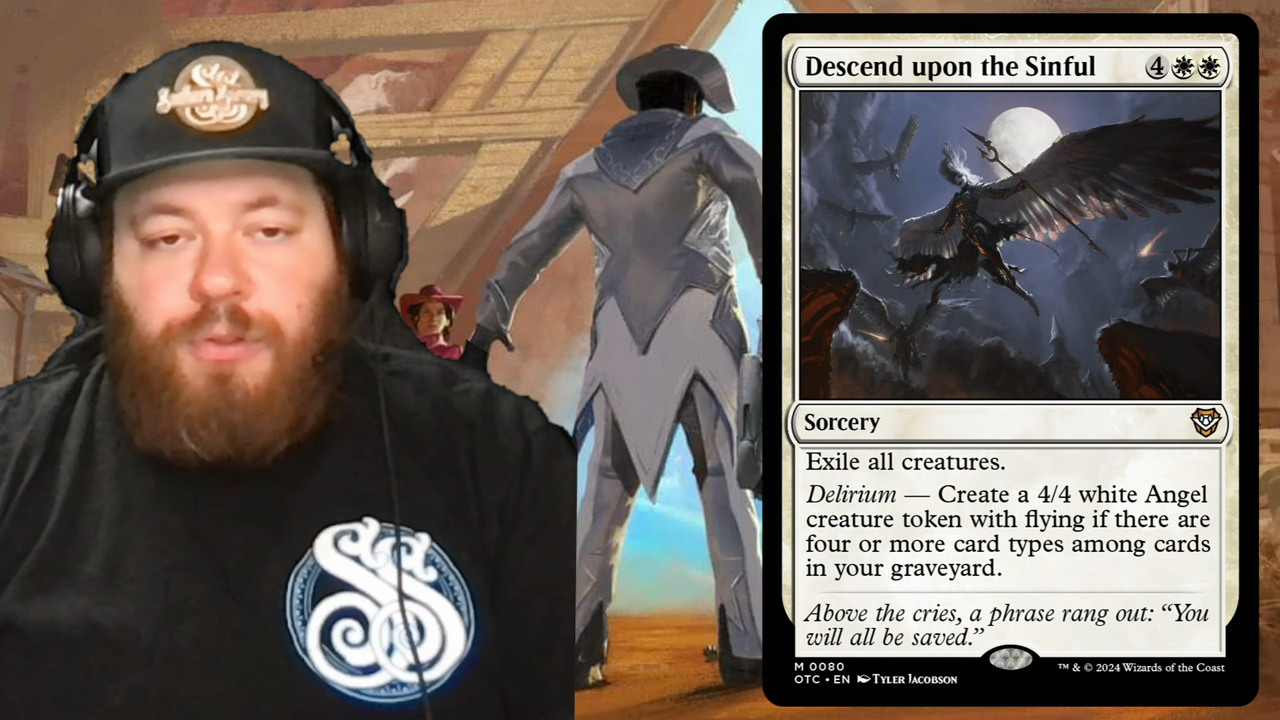 Descend upon the Sinful 4
Sorcery
Exile all creatures.
Delirium — Create a 4/4 white Angel
creature token with flying if there are
four or more card types among cards
in your graveyard.
Above the cries, a phrase rang out: “You
will all be saved.”
M 0080
OTC • EN TYLER JACOBSON
™ & © 2024 Wizards of the Coast